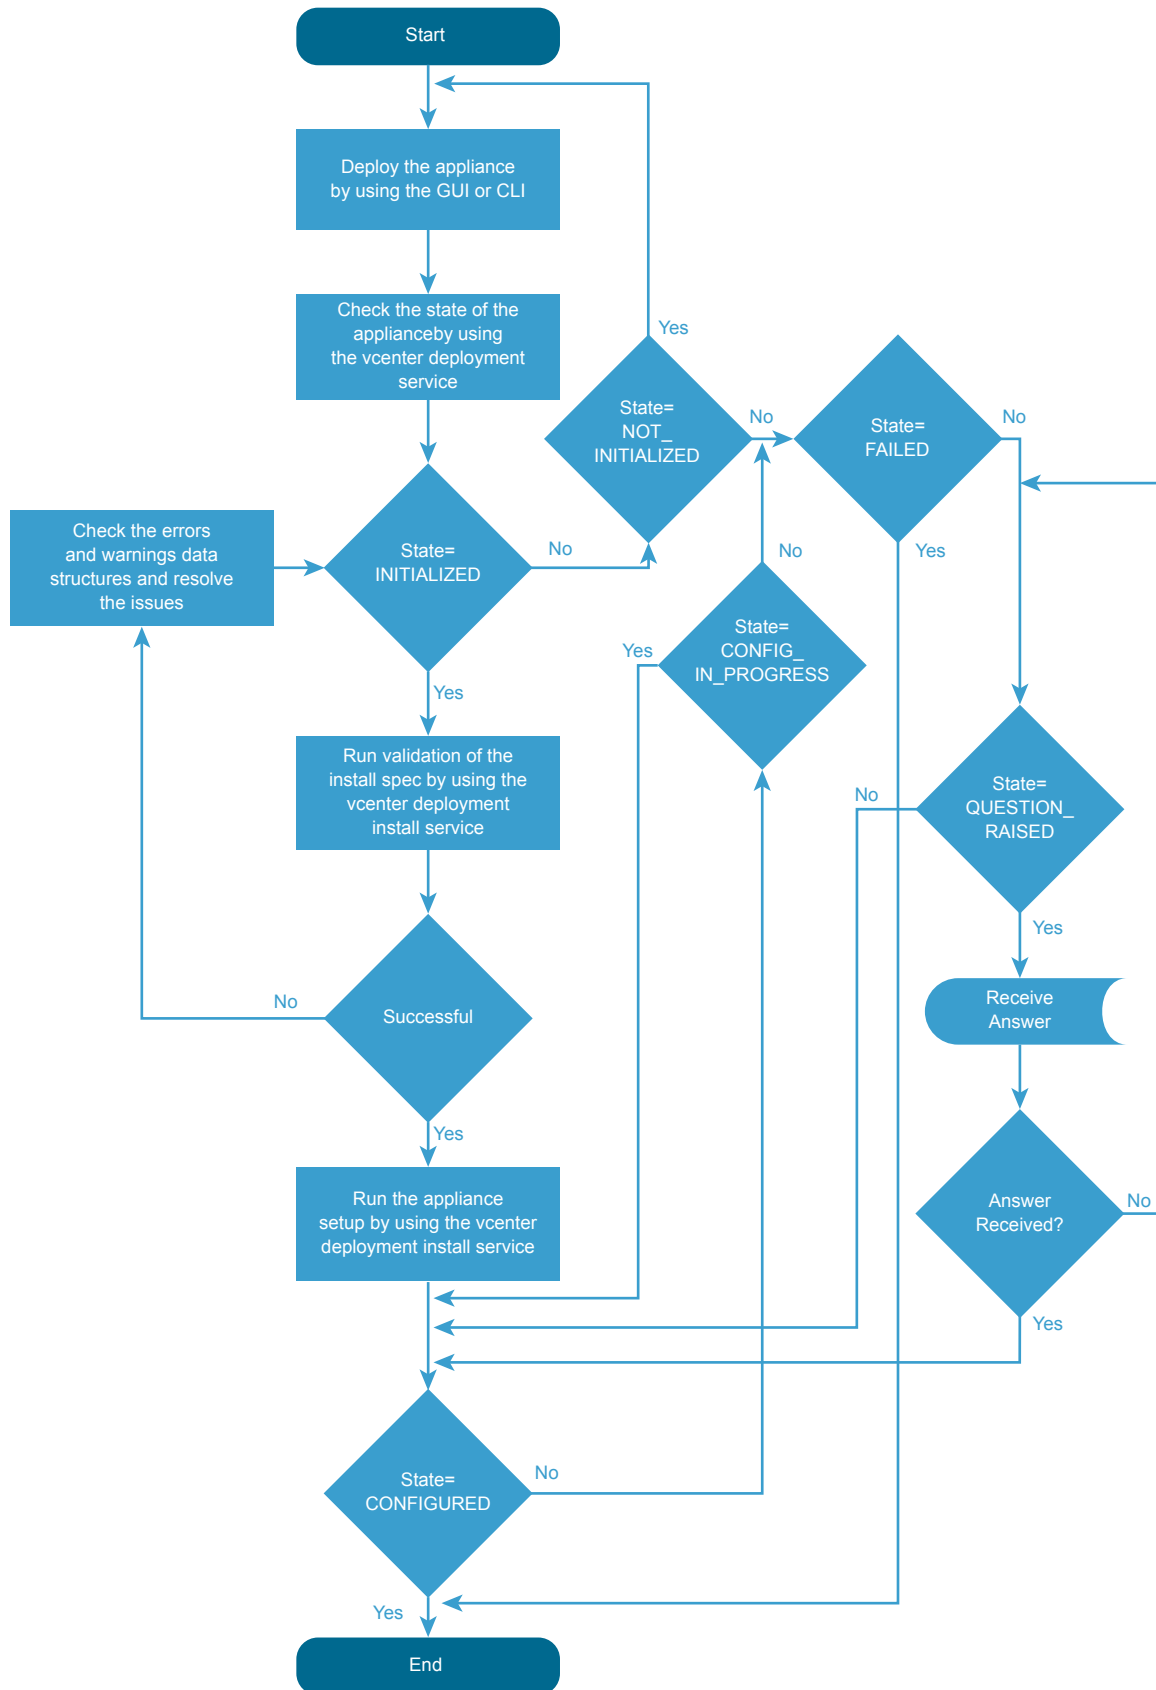 Start
Deploy the appliance
by using the GUI or CLI
Check the state of the
applianceby using
the vcenter deployment
service
Yes
State=
NOT_
INITIALIZED
No
State=
FAILED
No
Yes
Check the errors
and warnings data
structures and resolve
the issues
State=
INITIALIZED
No
Yes
State=
CONFIG_
IN_PROGRESS
No
Yes
Run validation of the
install spec by using the
vcenter deployment
install service
State=
QUESTION_
RAISED
No
Yes
Successful
No
Yes
Receive
Answer
Run the appliance
setup by using the vcenter
deployment install service
Answer
Received?
No
Yes
State=
CONFIGURED
No
Yes
End